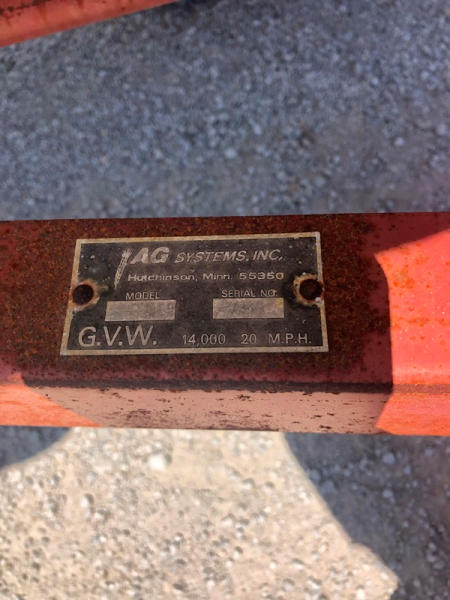 AG SYSTEMS, INC.
Hutchinson, Minn. 55350
MODEL SERIAL NO.
G.V.W. 14,000 20 M.P.H.